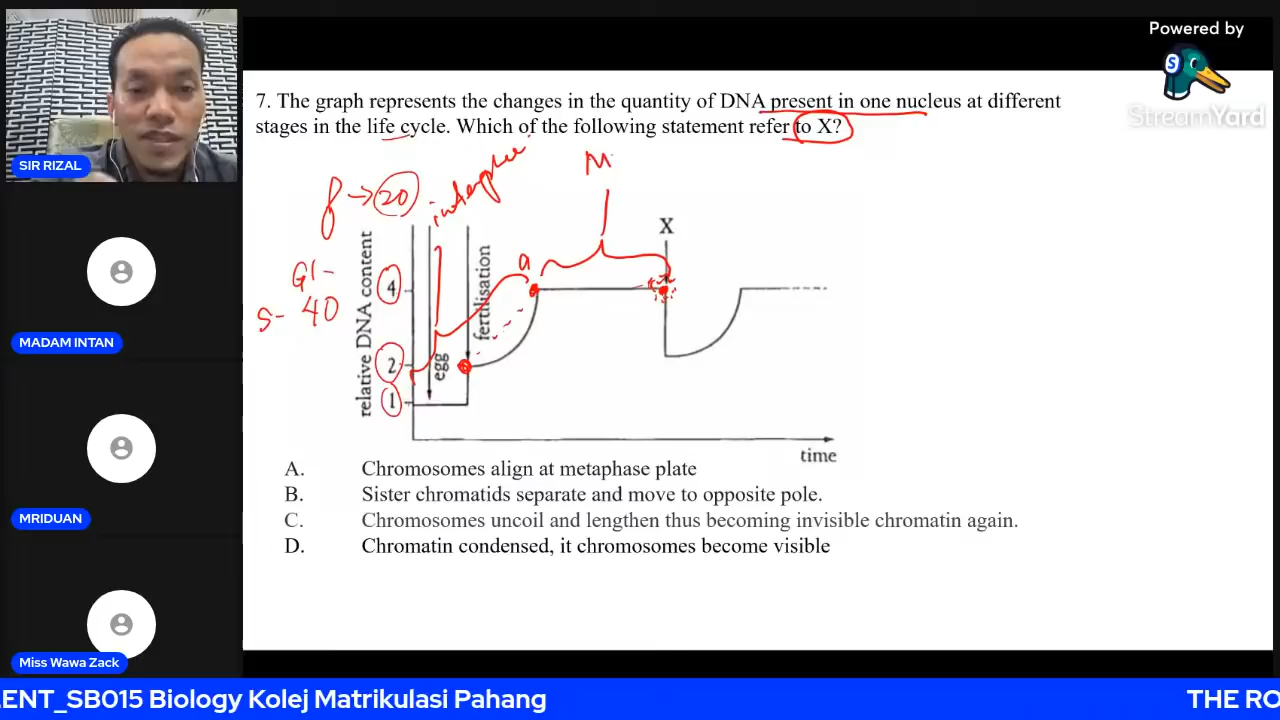 Powered by
S
StreamYard
SIR RIZAL
MADAM INTAN
MRIDUAN
Miss Wawa Zack
7. The graph represents the changes in the quantity of DNA present in one nucleus at different
stages in the life cycle. Which of the following statement refer to X?
M
20
G1 -
S - 40
a
X
relative DNA content
4
2
1
egg
fertilisation
time
A. Chromosomes align at metaphase plate
B. Sister chromatids separate and move to opposite pole.
C. Chromosomes uncoil and lengthen thus becoming invisible chromatin again.
D. Chromatin condensed, it chromosomes become visible
ENT_SB015 Biology Kolej Matrikulasi Pahang
THE RO